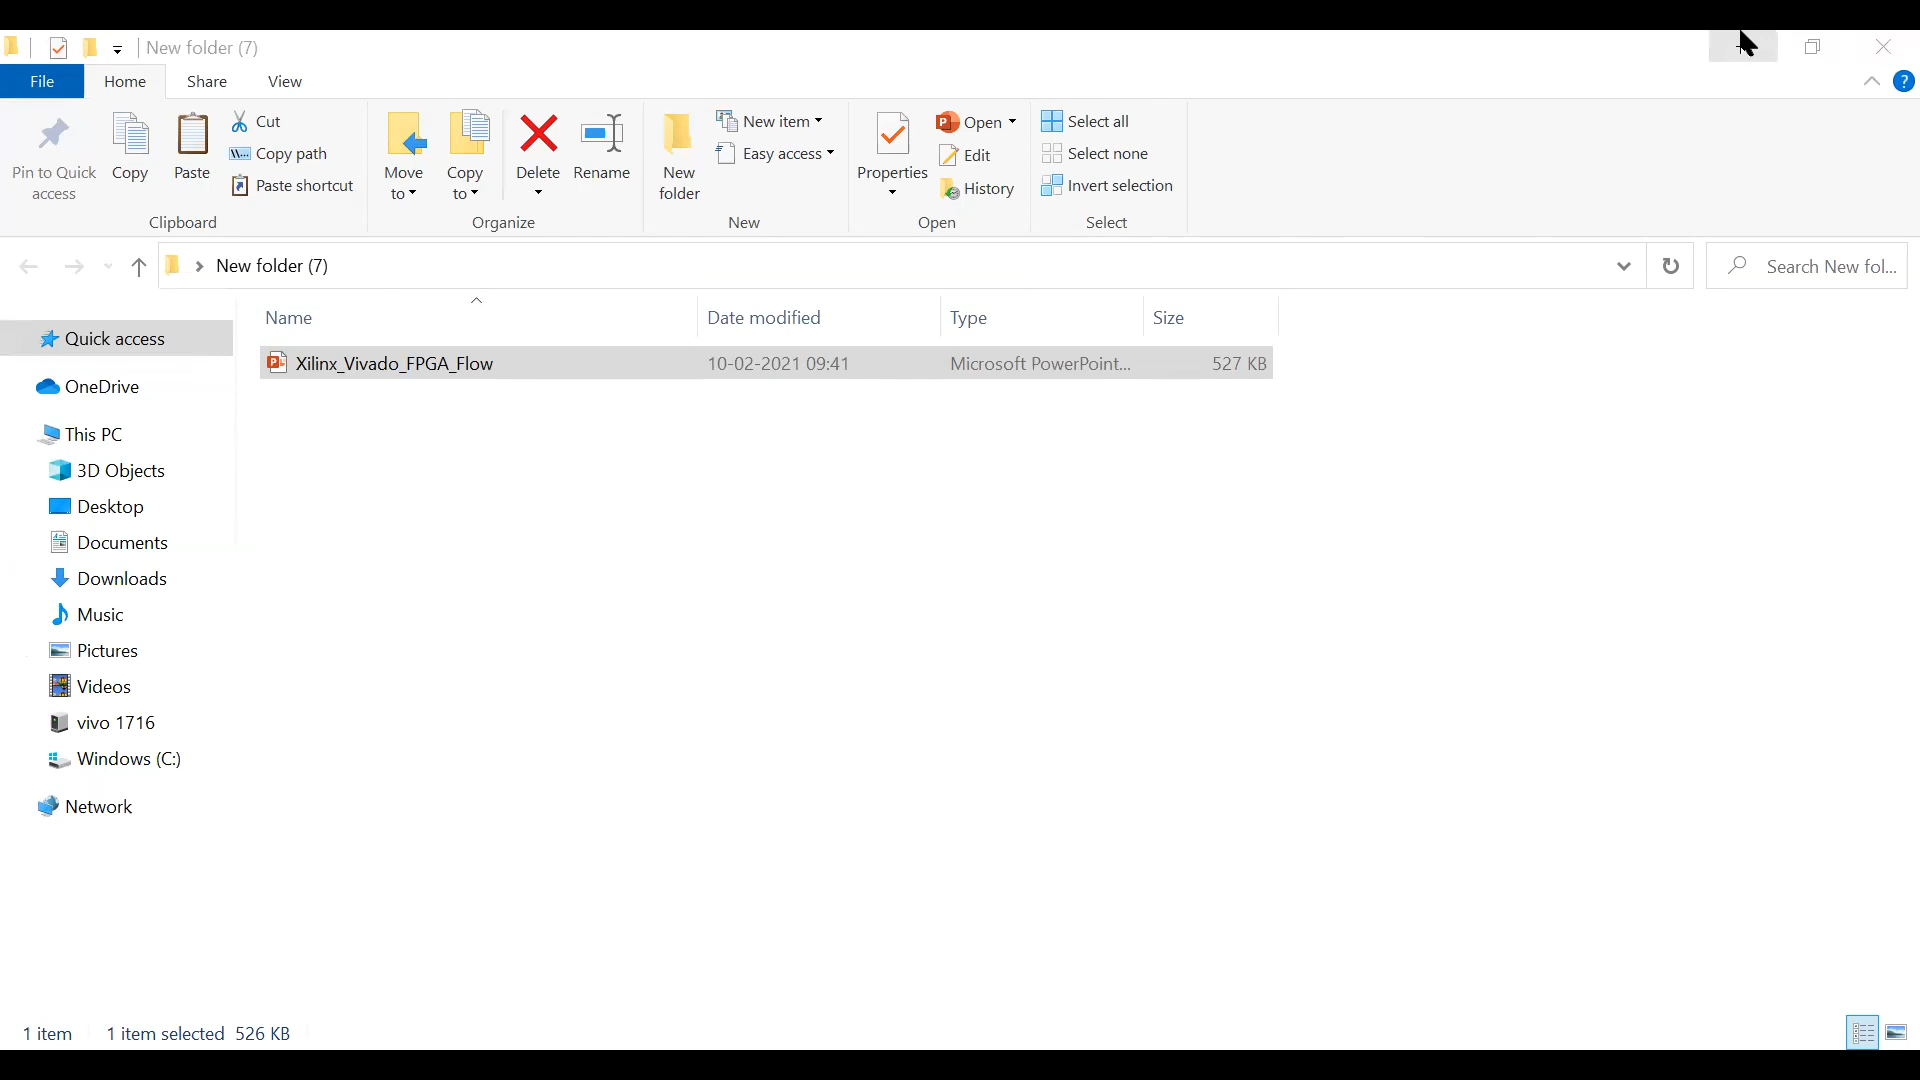 New folder (7)
File
Home
Share
View
Pin to Quick
access
Copy
Paste
Cut
Copy path
Paste shortcut
Clipboard
Move
to
Copy
to
Delete
Rename
Organize
New
folder
New item
Easy access
New
Properties
Open
Edit
History
Open
Select all
Select none
Invert selection
Select
New folder (7)
Search New fol...
Name
Date modified
Type
Size
Xilinx_Vivado_FPGA_Flow
10-02-2021 09:41
Microsoft PowerPoint...
527 KB
Quick access
OneDrive
This PC
3D Objects
Desktop
Documents
Downloads
Music
Pictures
Videos
vivo 1716
Windows (C:)
Network
1 item
1 item selected 526 KB